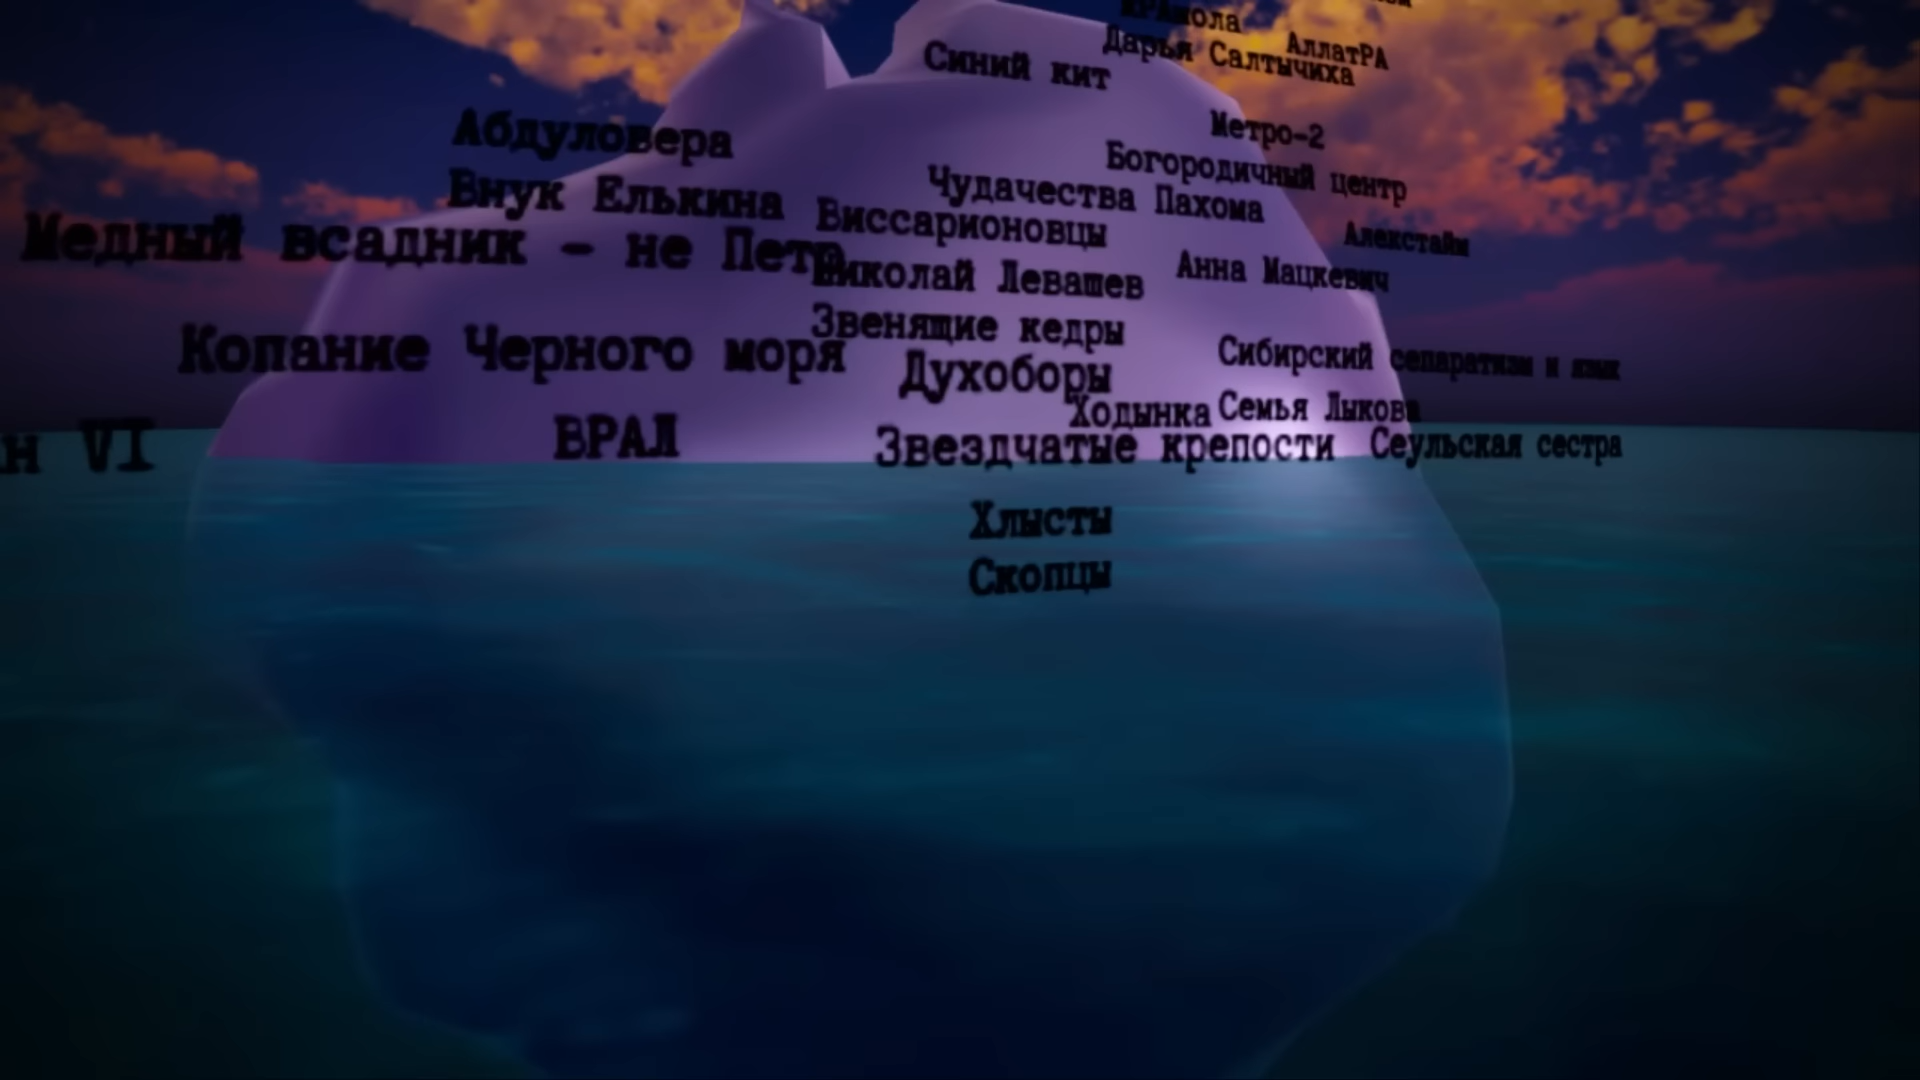 АллатРА
Дарья Салтычиха
Синий кит
Метро-2
Абдуловера
Богородичный центр
Чудачества Пахома
Внук Елькина
Виссарионовцы
Медный всадник - не Петр
Алекстайм
Николай Левашев
Анна Мацкевич
Звенящие кедры
Копание Черного моря
Сибирский сепаратизм и язык
Духоборы
Ходынка
Семья Лыкова
ВРАЛ
Звездчатые крепости
Сеульская сестра
VI
Хлысты
Скопцы